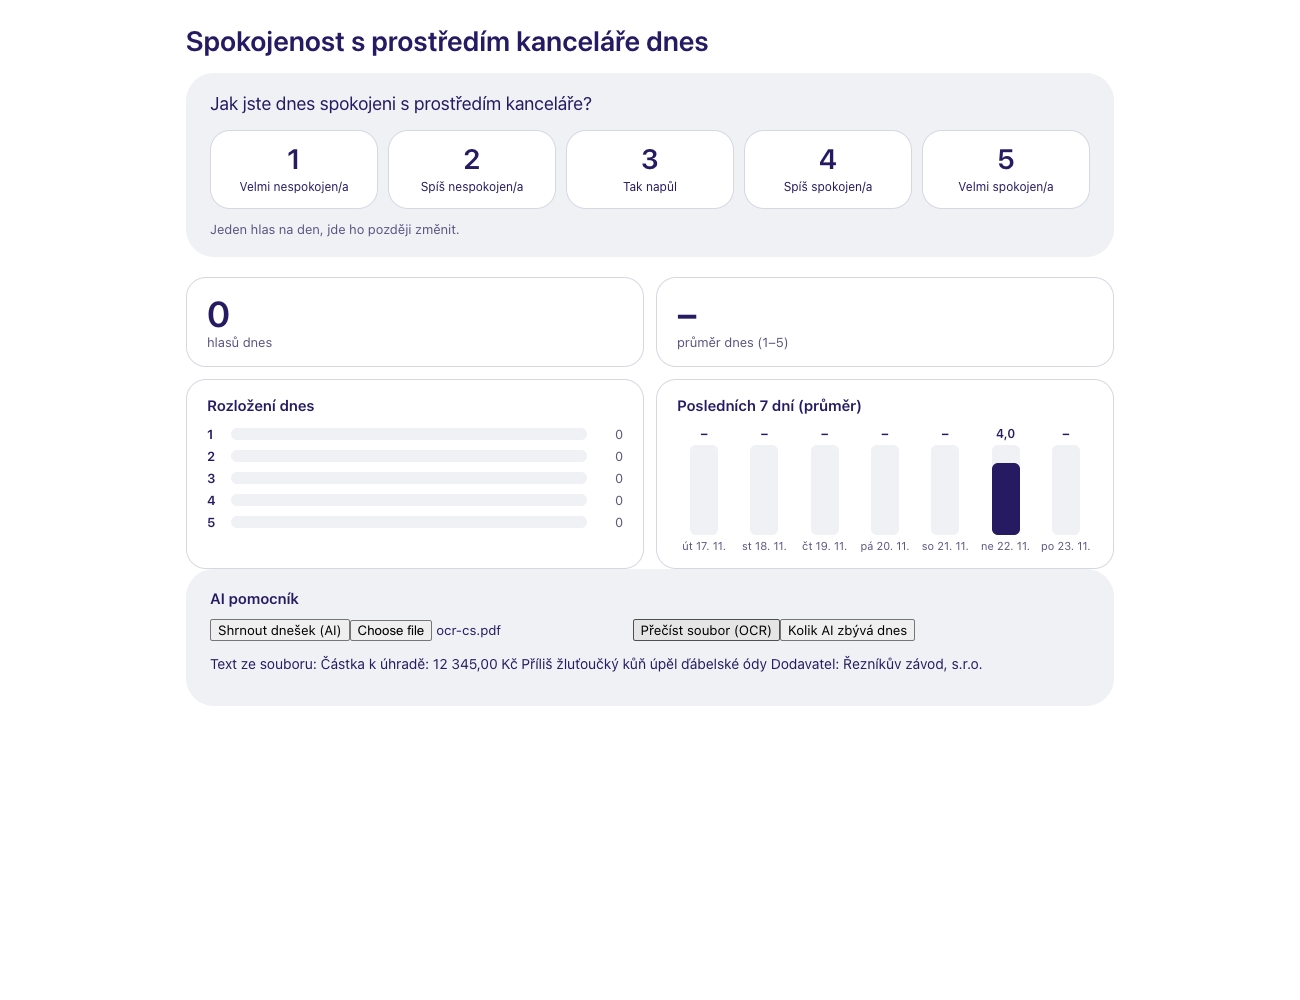 Spokojenost s prostředím kanceláře dnes
Jak jste dnes spokojeni s prostředím kanceláře?
1
Velmi nespokojen/a
2
Spíš nespokojen/a
3
Tak napůl
4
Spíš spokojen/a
5
Velmi spokojen/a
Jeden hlas na den, jde ho později změnit.
0
hlasů dnes
–
průměr dnes (1–5)
Rozložení dnes
1 0
2 0
3 0
4 0
5 0
Posledních 7 dní (průměr)
– – – – – 4,0 –
út 17. 11. st 18. 11. čt 19. 11. pá 20. 11. so 21. 11. ne 22. 11. po 23. 11.
AI pomocník
Shrnout dnešek (AI) Choose file ocr-cs.pdf Přečíst soubor (OCR) Kolik AI zbývá dnes
Text ze souboru: Částka k úhradě: 12 345,00 Kč Příliš žluťoučký kůň úpěl ďábelské ódy Dodavatel: Řezníkův závod, s.r.o.